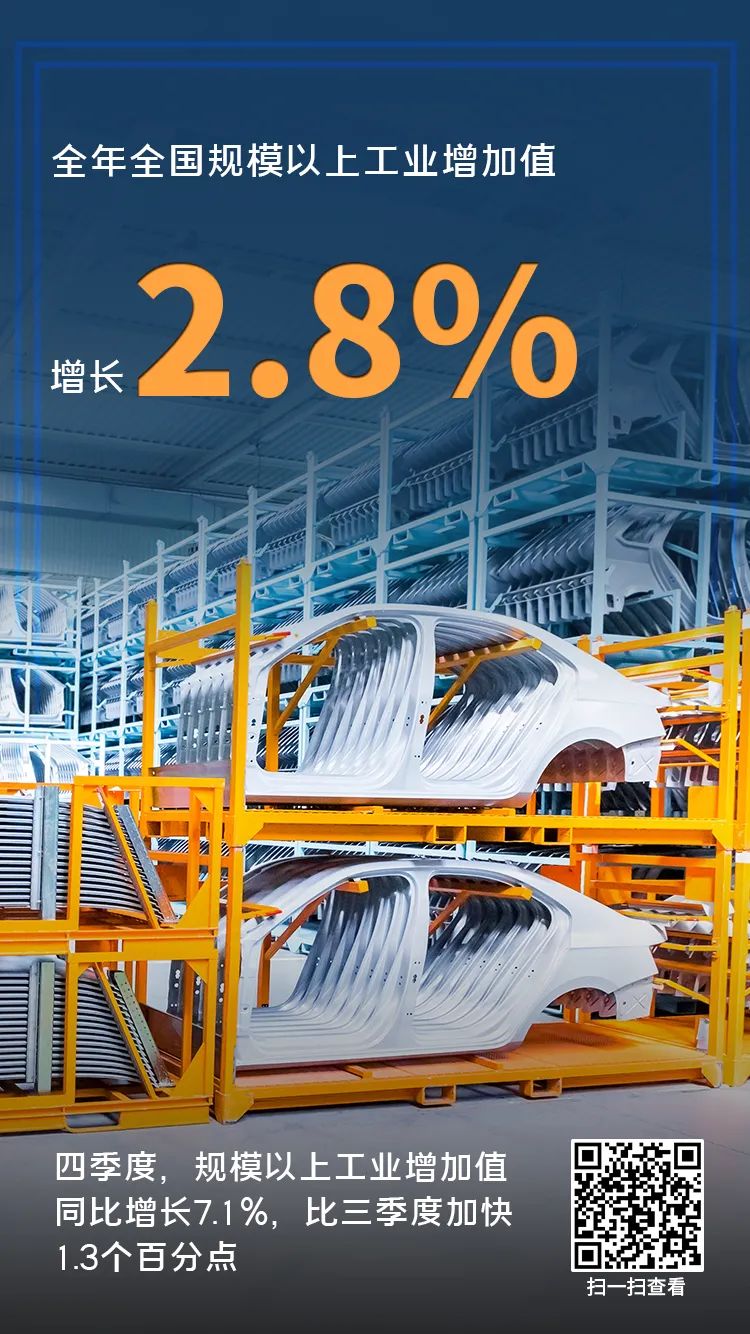 全年全国规模以上工业增加值
增长2.8%
四季度，规模以上工业增加值
同比增长7.1%，比三季度加快
1.3个百分点
扫一扫查看